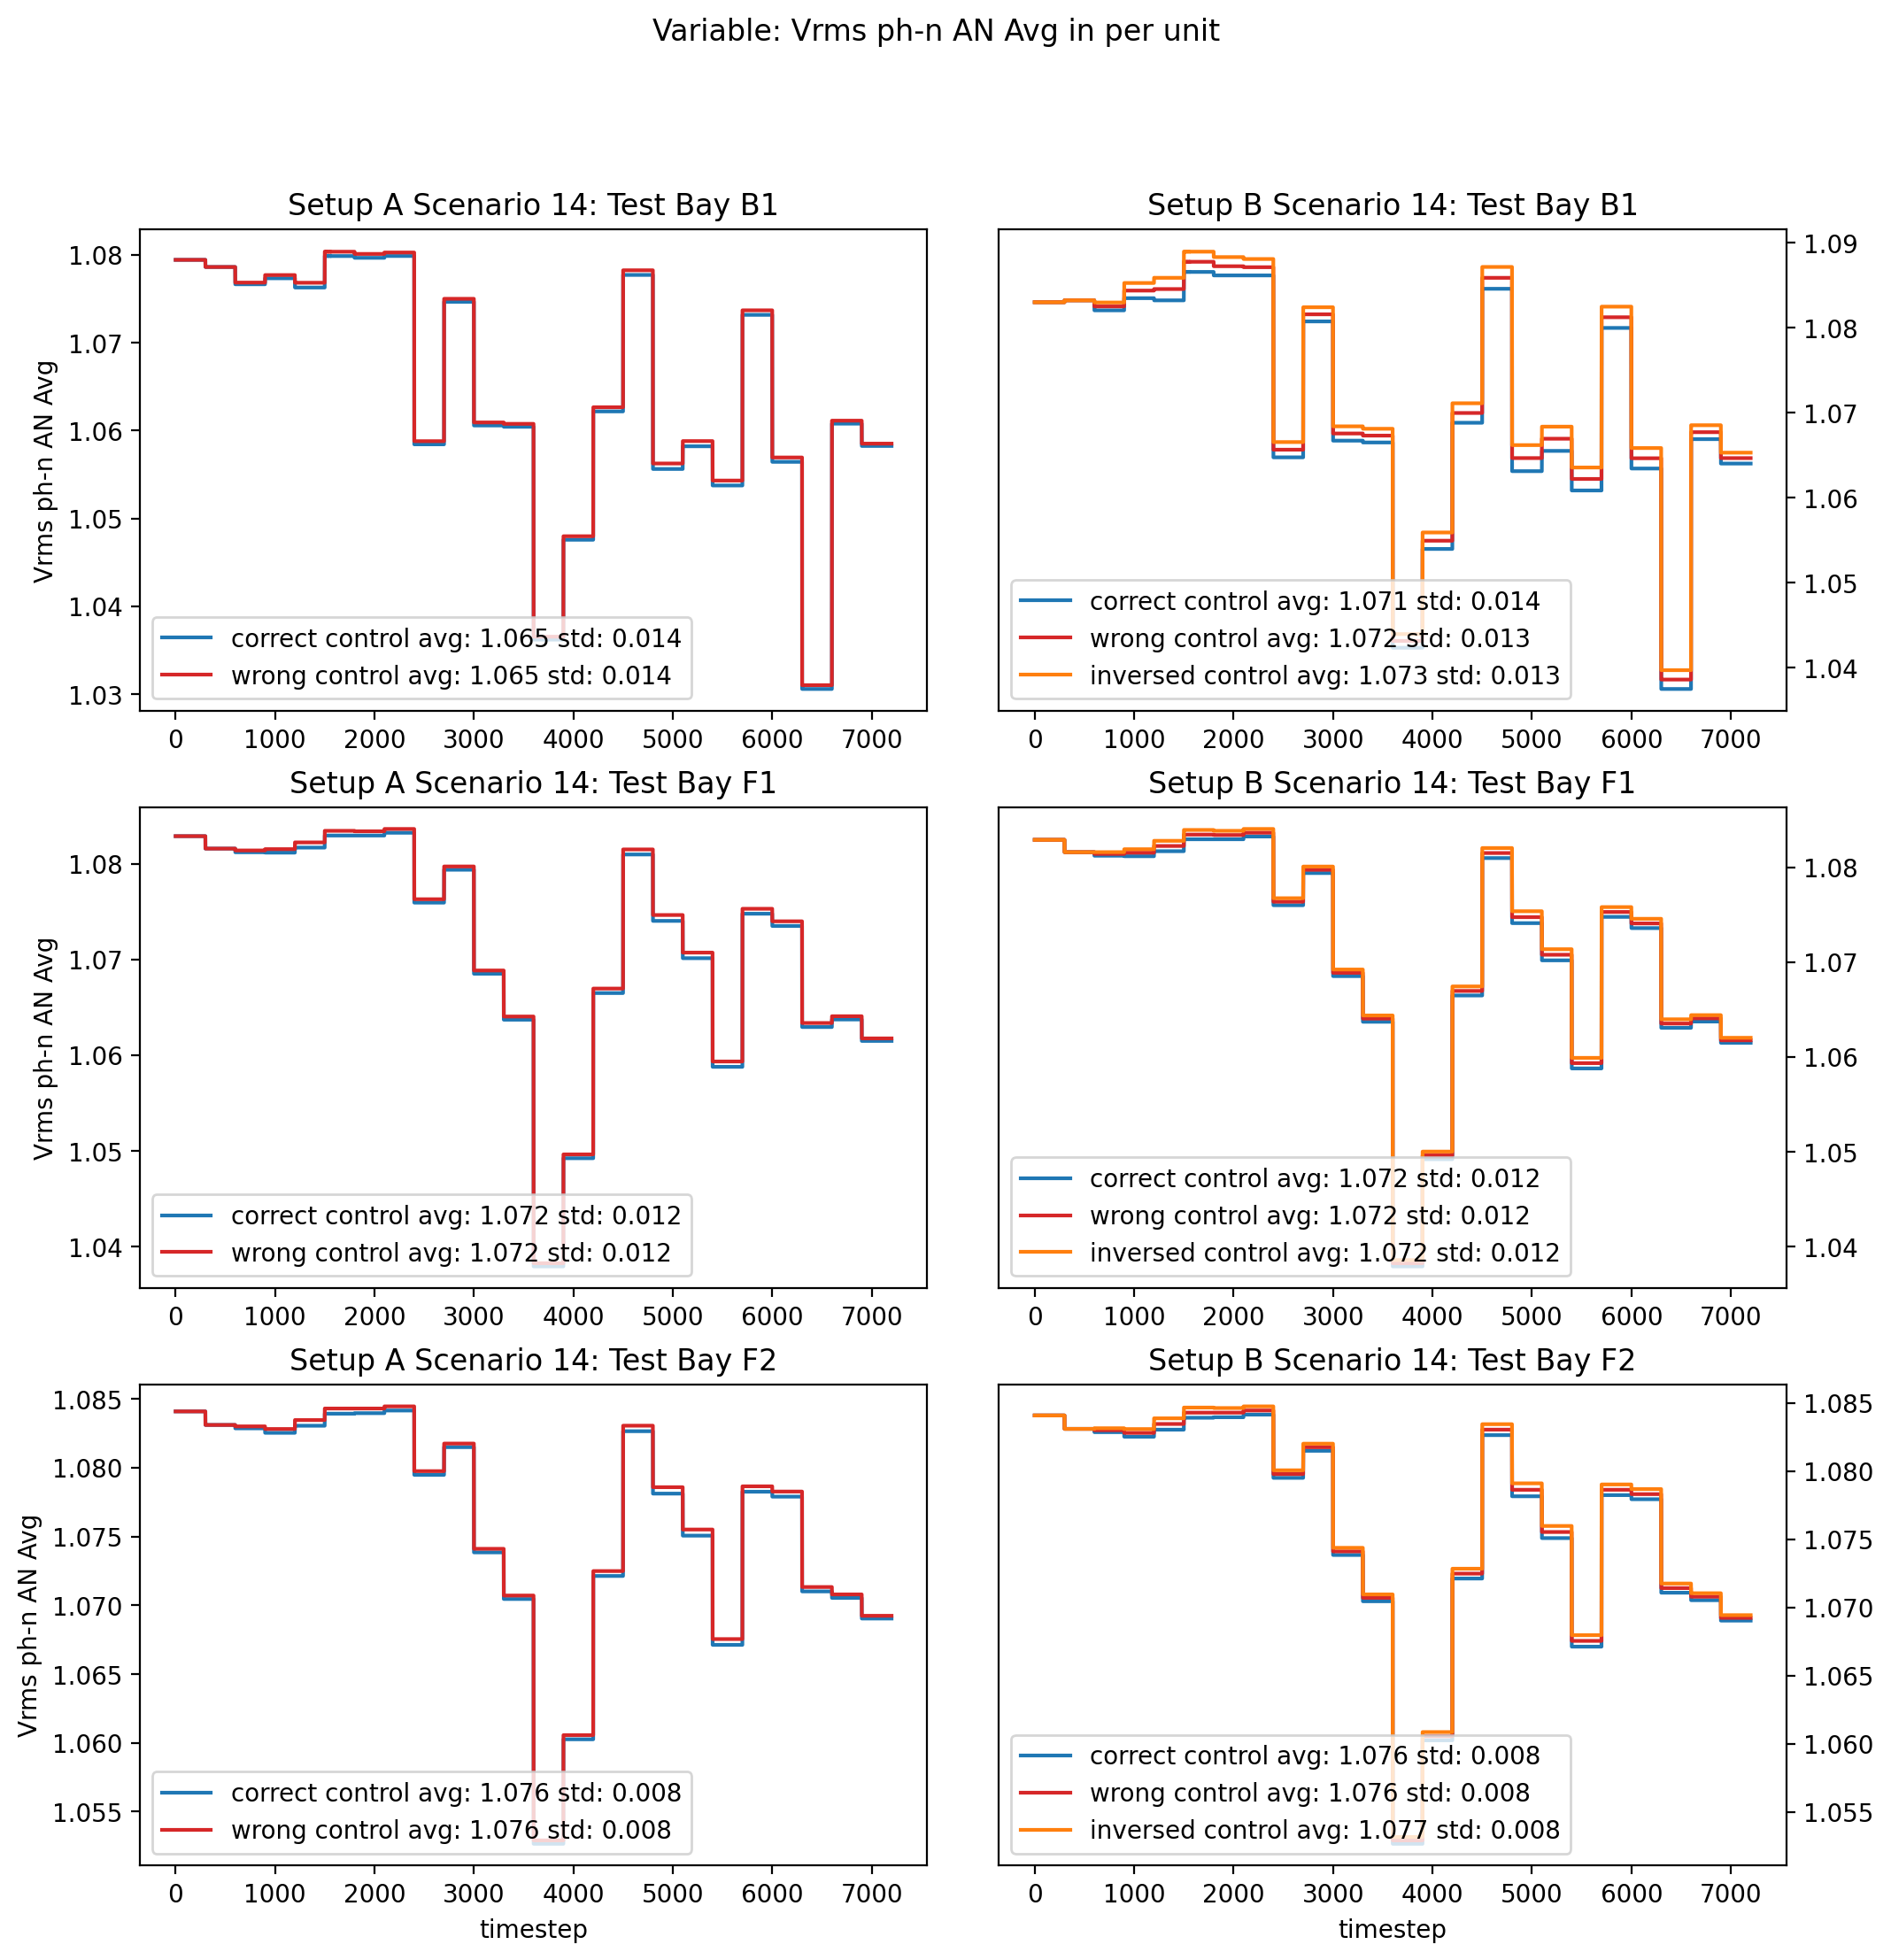 Variable: Vrms ph-n AN Avg in per unit
Setup A Scenario 14: Test Bay B1
Vrms ph-n AN Avg
1.08
1.07
1.06
1.05
1.04
1.03
correct control avg: 1.065 std: 0.014
wrong control avg: 1.065 std: 0.014
0 1000 2000 3000 4000 5000 6000 7000
Setup B Scenario 14: Test Bay B1
1.09
1.08
1.07
1.06
1.05
1.04
correct control avg: 1.071 std: 0.014
wrong control avg: 1.072 std: 0.013
inversed control avg: 1.073 std: 0.013
0 1000 2000 3000 4000 5000 6000 7000
Setup A Scenario 14: Test Bay F1
Vrms ph-n AN Avg
1.08
1.07
1.06
1.05
1.04
correct control avg: 1.072 std: 0.012
wrong control avg: 1.072 std: 0.012
0 1000 2000 3000 4000 5000 6000 7000
Setup B Scenario 14: Test Bay F1
1.08
1.07
1.06
1.05
1.04
correct control avg: 1.072 std: 0.012
wrong control avg: 1.072 std: 0.012
inversed control avg: 1.072 std: 0.012
0 1000 2000 3000 4000 5000 6000 7000
Setup A Scenario 14: Test Bay F2
Vrms ph-n AN Avg
1.085
1.080
1.075
1.070
1.065
1.060
1.055
correct control avg: 1.076 std: 0.008
wrong control avg: 1.076 std: 0.008
0 1000 2000 3000 4000 5000 6000 7000
timestep
Setup B Scenario 14: Test Bay F2
1.085
1.080
1.075
1.070
1.065
1.060
1.055
correct control avg: 1.076 std: 0.008
wrong control avg: 1.076 std: 0.008
inversed control avg: 1.077 std: 0.008
0 1000 2000 3000 4000 5000 6000 7000
timestep